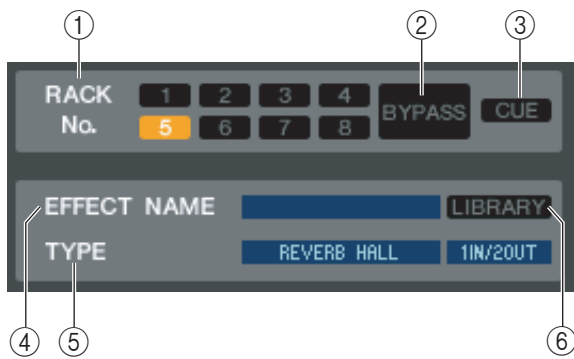 ① ② ③
RACK No. 1 2 3 4 BYPASS CUE
5 6 7 8
EFFECT NAME LIBRARY
TYPE REVERB HALL 1IN/2OUT
④ ⑤ ⑥